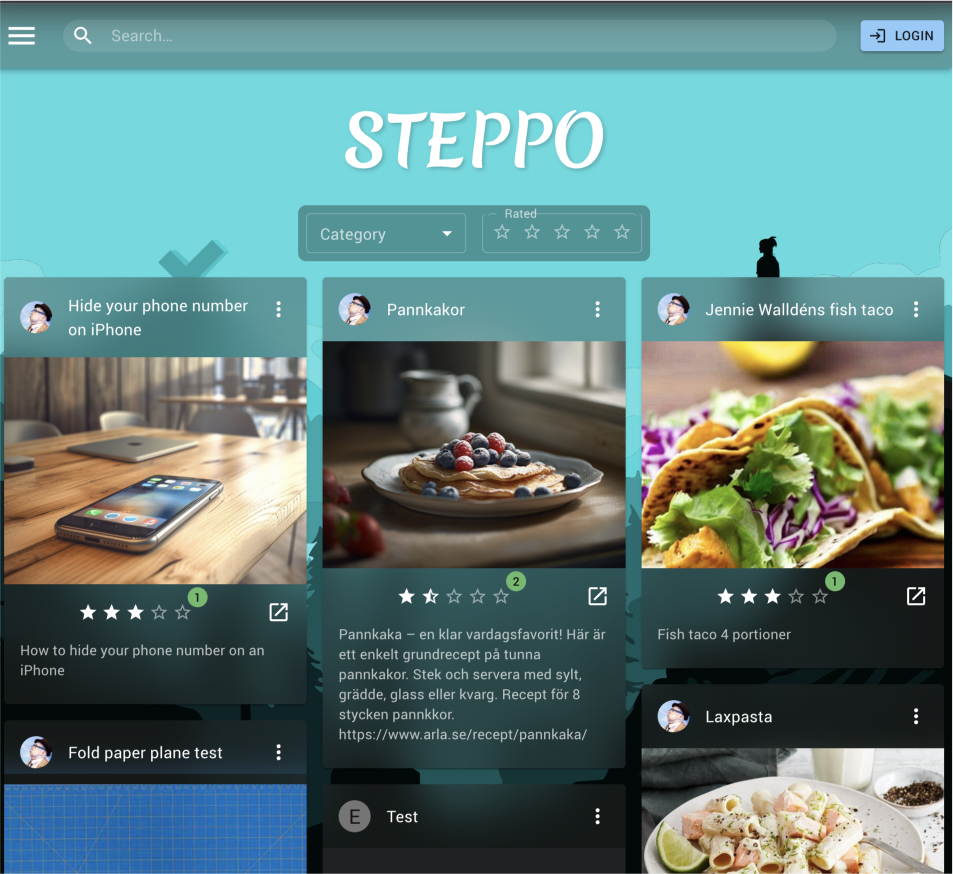 Search...
LOGIN
STEPPO
Category
Rated
Hide your phone number
on iPhone
1
How to hide your phone number on an
iPhone
Fold paper plane test
Pannkakor
2
Pannkaka – en klar vardagsfavorit! Här är
ett enkelt grundrecept på tunna
pannkakor. Stek och servera med sylt,
grädde, glass eller kvarg. Recept för 8
stycken pannkkor.
https://www.arla.se/recept/pannkaka/
E
Test
Jennie Walldéns fish taco
1
Fish taco 4 portioner
Laxpasta